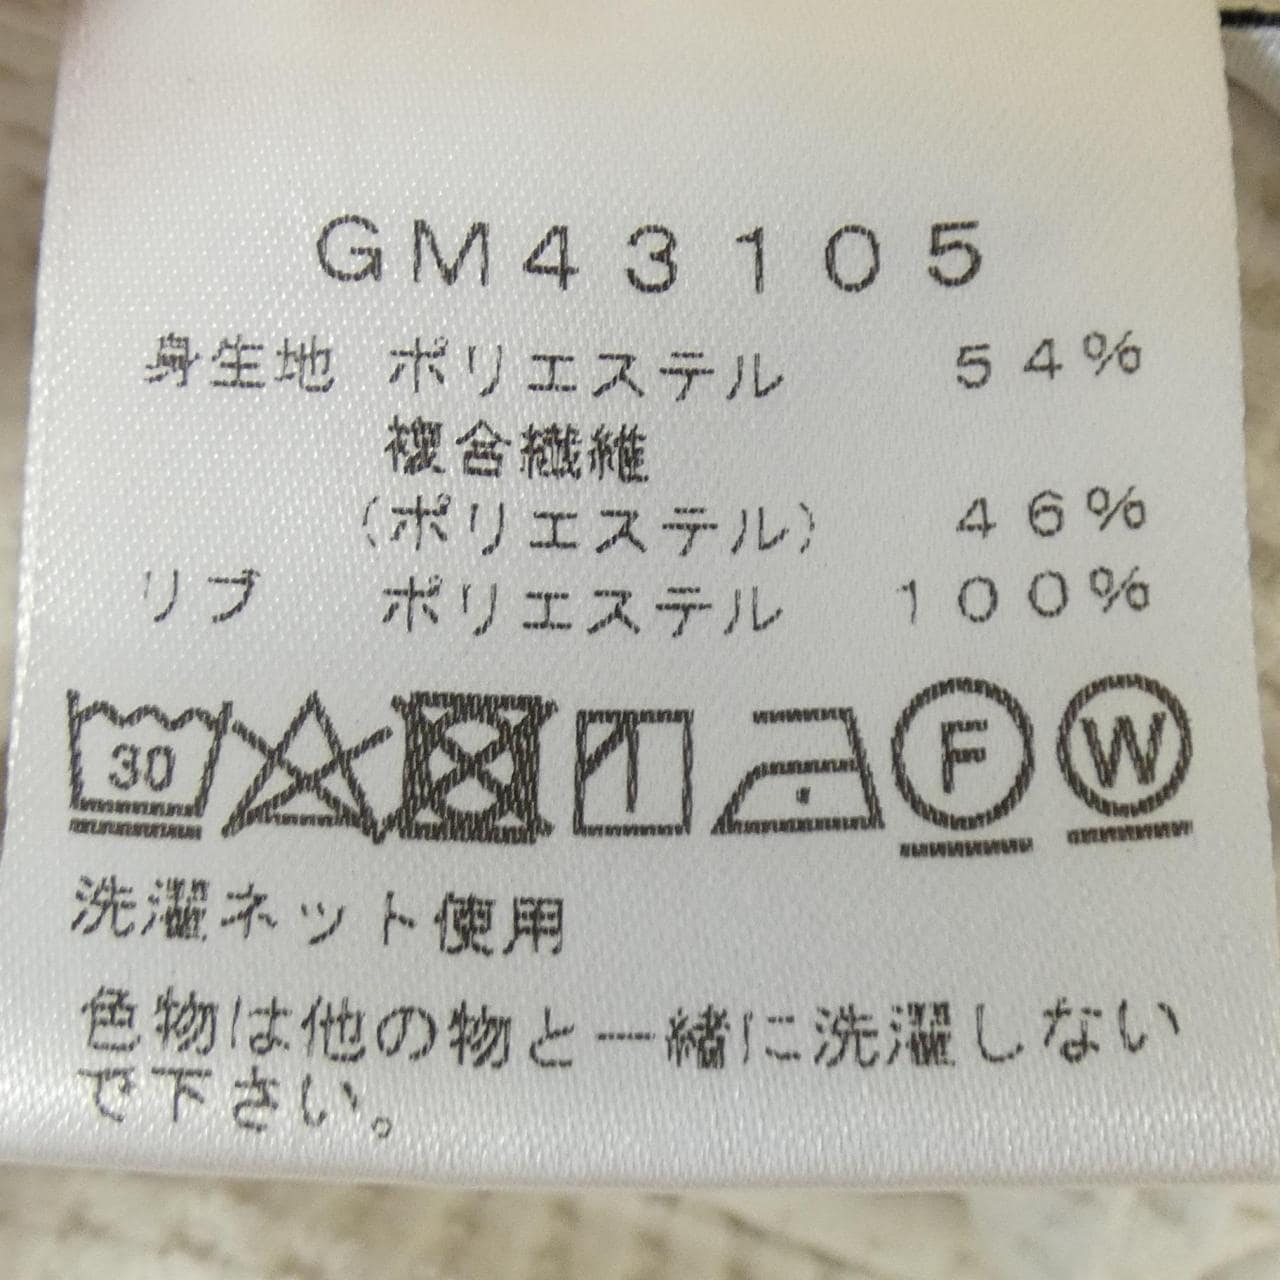 GM43105
身生地 ポリエステル 54%
複合繊維
(ポリエステル) 46%
リブ ポリエステル 100%
30 F W
洗濯ネット使用
色物は他の物と一緒に洗濯しない
で下さい。